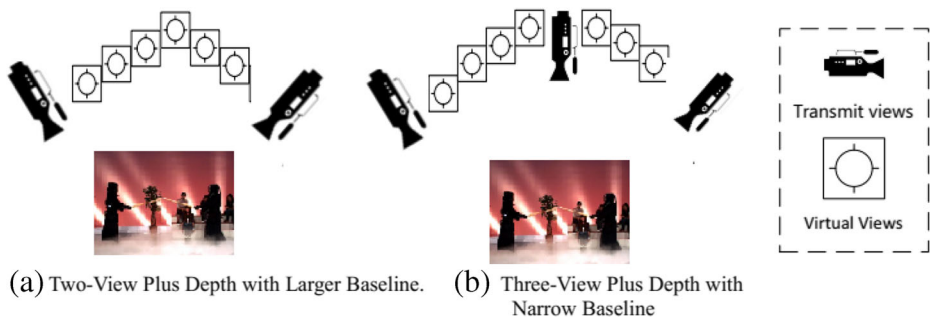 Transmit views
Virtual Views
(a) Two-View Plus Depth with Larger Baseline.
(b) Three-View Plus Depth with
Narrow Baseline